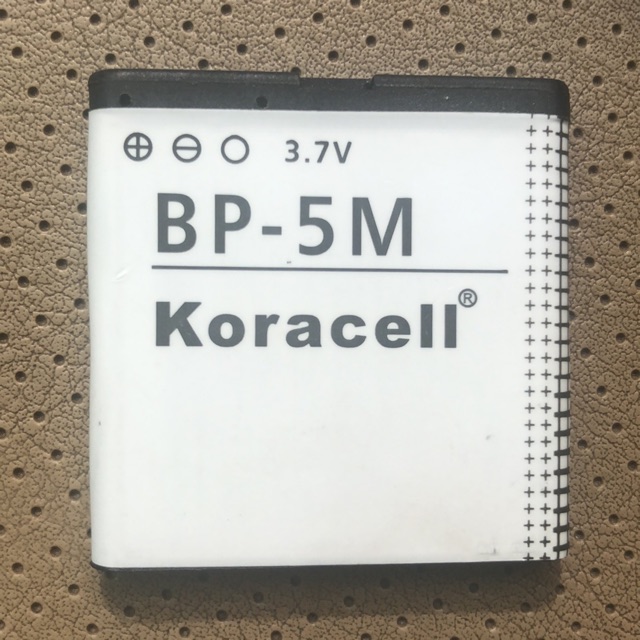 ⊕ ⊖ ○ 3.7V
BP-5M
Koracell®